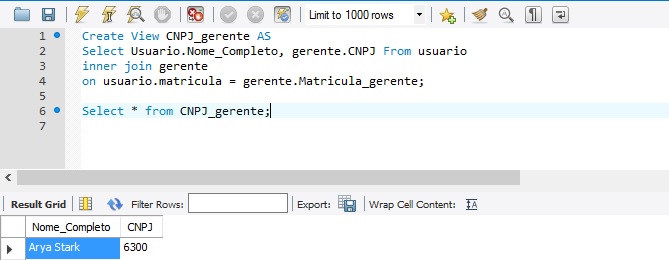 Limit to 1000 rows
1 Create View CNPJ_gerente AS
2 Select Usuario.Nome_Completo, gerente.CNPJ From usuario
3 inner join gerente
4 on usuario.matricula = gerente.Matricula_gerente;
5
6 Select * from CNPJ_gerente;
7
Result Grid Filter Rows: Export: Wrap Cell Content: IA
Nome_Completo CNPJ
Arya Stark 6300